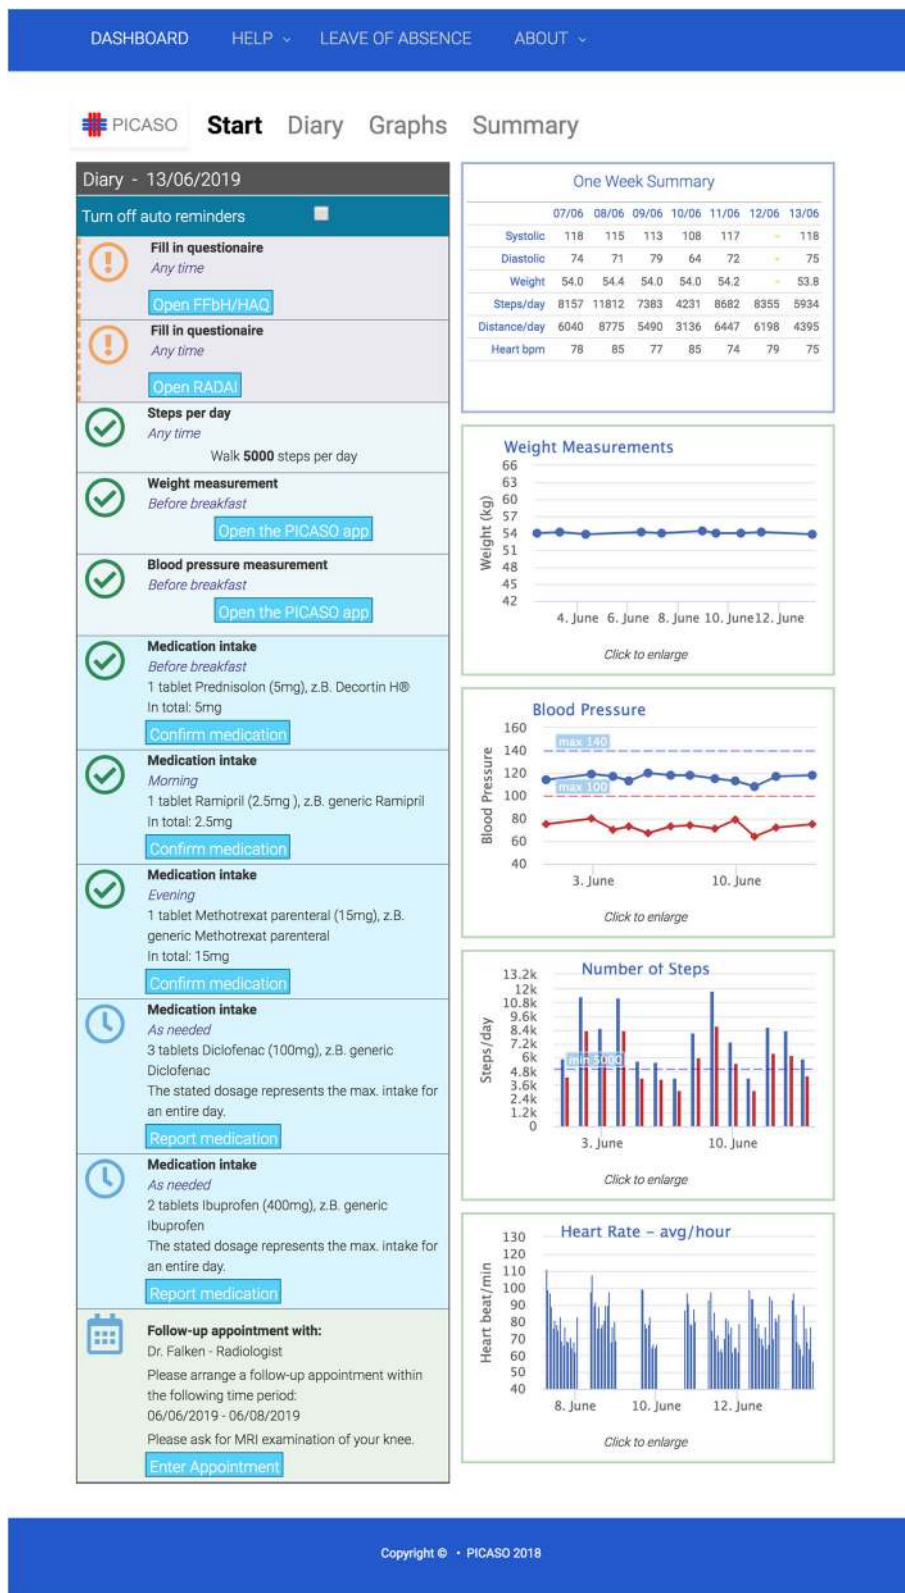 DASHBOARD HELP LEAVE OF ABSENCE ABOUT
PICASO Start Diary Graphs Summary
Diary - 13/06/2019
Turn off auto reminders
Fill in questionaire
Any time
Open FFbH/HAQ
Fill in questionaire
Any time
Open RADAI
Steps per day
Any time
Walk 5000 steps per day
Weight measurement
Before breakfast
Open the PICASO app
Blood pressure measurement
Before breakfast
Open the PICASO app
Medication intake
Before breakfast
1 tablet Prednisolon (5mg), z.B. Decortin H®
In total: 5mg
Confirm medication
Medication intake
Morning
1 tablet Ramipril (2.5mg ), z.B. generic Ramipril
In total: 2.5mg
Confirm medication
Medication intake
Evening
1 tablet Methotrexat parenteral (15mg), z.B.
generic Methotrexat parenteral
In total: 15mg
Confirm medication
Medication intake
As needed
3 tablets Diclofenac (100mg), z.B. generic
Diclofenac
The stated dosage represents the max. intake for
an entire day.
Report medication
Medication intake
As needed
2 tablets Ibuprofen (400mg), z.B. generic
Ibuprofen
The stated dosage represents the max. intake for
an entire day.
Report medication
Follow-up appointment with:
Dr. Falken - Radiologist
Please arrange a follow-up appointment within
the following time period:
06/06/2019 - 06/08/2019
Please ask for MRI examination of your knee.
Enter Appointment
One Week Summary
07/06 08/06 09/06 10/06 11/06 12/06 13/06
Systolic 118 115 113 108 117 - 118
Diastolic 74 71 79 64 72 - 75
Weight 54.0 54.4 54.0 54.0 54.2 - 53.8
Steps/day 8157 11812 7383 4231 8682 8355 5934
Distance/day 6040 8775 5490 3136 6447 6198 4395
Heart bpm 78 85 77 85 74 79 75
Weight Measurements
Weight (kg)
66
63
60
57
54
51
48
45
42
4. June 6. June 8. June 10. June 12. June
Click to enlarge
Blood Pressure
Blood Pressure
160
140
120
100
80
60
40
max 140
max 100
3. June 10. June
Click to enlarge
Number of Steps
Steps/day
13.2k
12k
10.8k
9.6k
8.4k
7.2k
6k
4.8k
3.6k
2.4k
1.2k
0
min 5000
3. June 10. June
Click to enlarge
Heart Rate – avg/hour
Heart beat/min
130
120
110
100
90
80
70
60
50
40
8. June 10. June 12. June
Click to enlarge
Copyright © • PICASO 2018